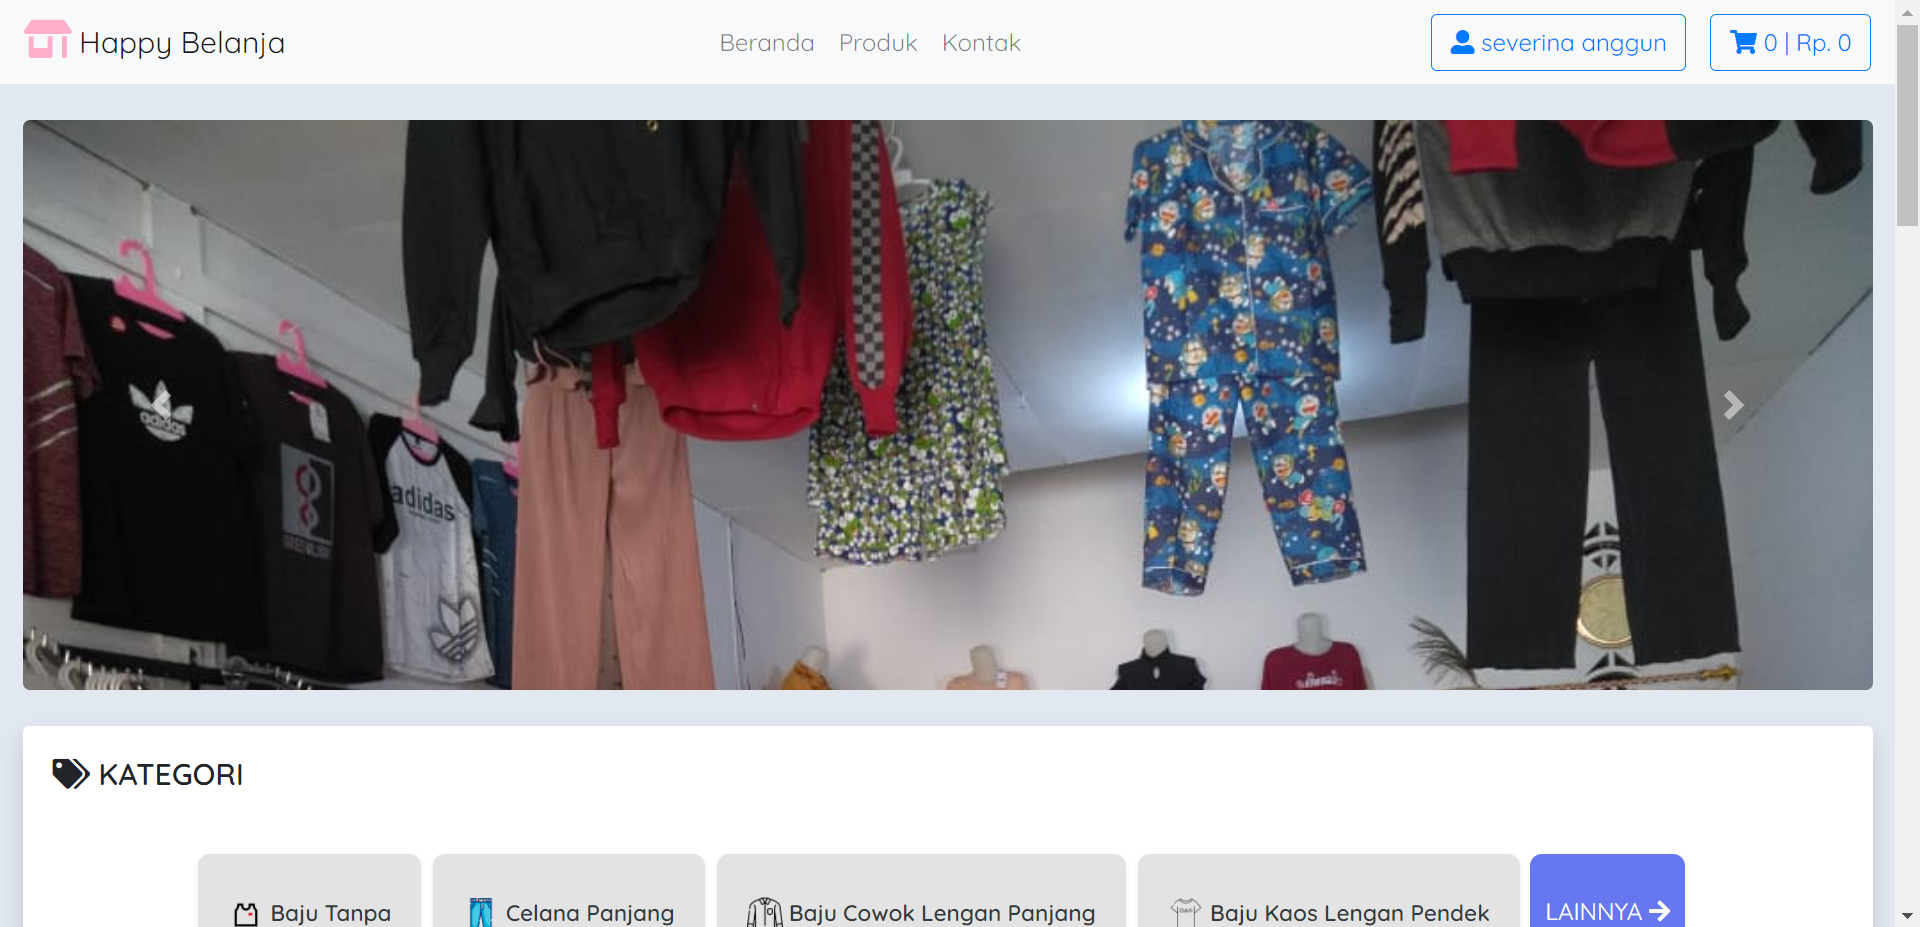 Happy Belanja
Beranda
Produk
Kontak
severina anggun
0 | Rp. 0
adidas
adidas
KATEGORI
Baju Tanpa
Celana Panjang
Baju Cowok Lengan Panjang
Baju Kaos Lengan Pendek
LAINNYA